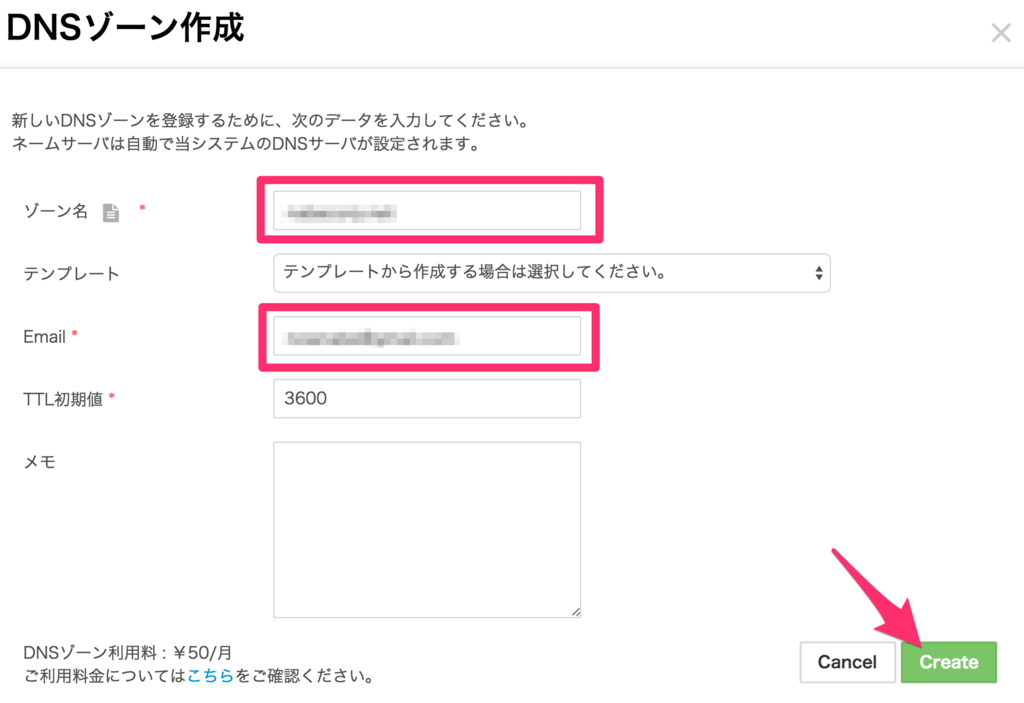 DNSゾーン作成
新しいDNSゾーンを登録するために、次のデータを入力してください。
ネームサーバは自動で当システムのDNSサーバが設定されます。
ゾーン名 *
テンプレート テンプレートから作成する場合は選択してください。
Email *
TTL初期値 * 3600
メモ
DNSゾーン利用料：￥50/月
ご利用料金についてはこちらをご確認ください。
Cancel Create